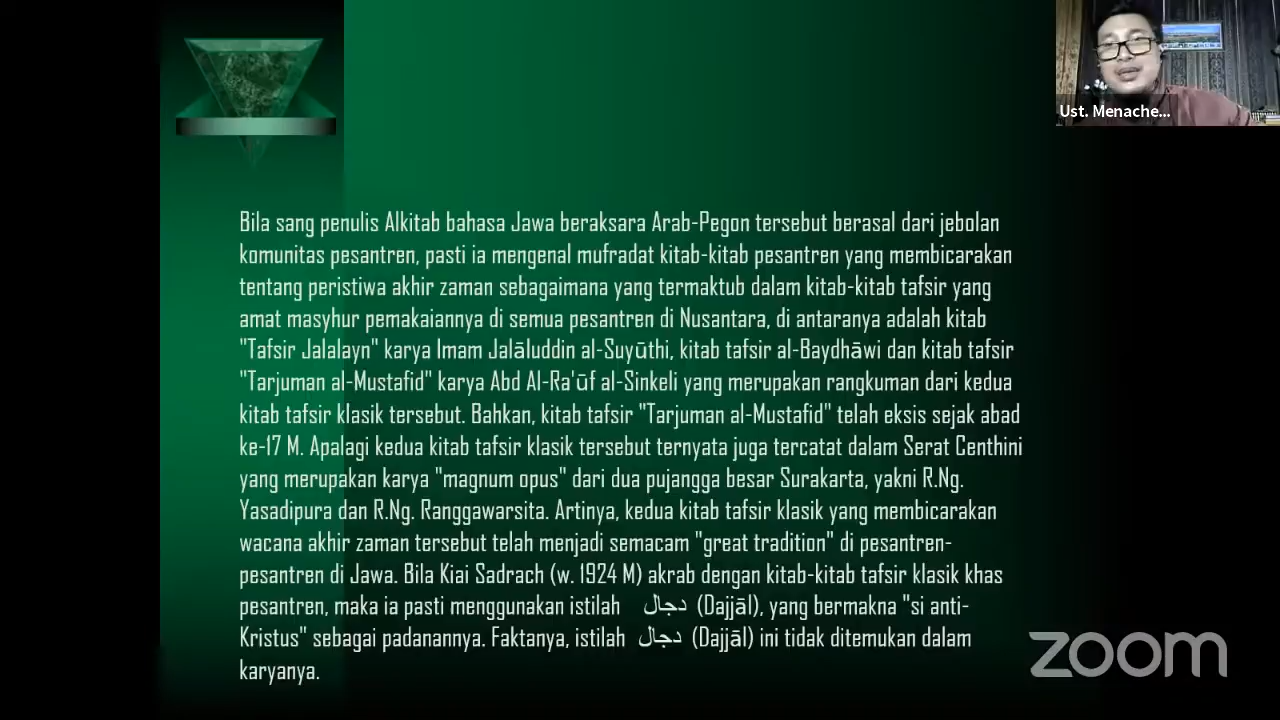 Ust. Menache...
Bila sang penulis Alkitab bahasa Jawa beraksara Arab-Pegon tersebut berasal dari jebolan
komunitas pesantren, pasti ia mengenal mufradat kitab-kitab pesantren yang membicarakan
tentang peristiwa akhir zaman sebagaimana yang termaktub dalam kitab-kitab tafsir yang
amat masyhur pemakaiannya di semua pesantren di Nusantara, di antaranya adalah kitab
"Tafsir Jalalayn" karya Imam Jalāluddin al-Suyūthi, kitab tafsir al-Baydhāwi dan kitab tafsir
"Tarjuman al-Mustafid" karya Abd Al-Ra'ūf al-Sinkeli yang merupakan rangkuman dari kedua
kitab tafsir klasik tersebut. Bahkan, kitab tafsir "Tarjuman al-Mustafid" telah eksis sejak abad
ke-17 M. Apalagi kedua kitab tafsir klasik tersebut ternyata juga tercatat dalam Serat Centhini
yang merupakan karya "magnum opus" dari dua pujangga besar Surakarta, yakni R.Ng.
Yasadipura dan R.Ng. Ranggawarsita. Artinya, kedua kitab tafsir klasik yang membicarakan
wacana akhir zaman tersebut telah menjadi semacam "great tradition" di pesantren-
pesantren di Jawa. Bila Kiai Sadrach (w. 1924 M) akrab dengan kitab-kitab tafsir klasik khas
pesantren, maka ia pasti menggunakan istilah دجال (Dajjāl), yang bermakna "si anti-
Kristus" sebagai padanannya. Faktanya, istilah دجال (Dajjāl) ini tidak ditemukan dalam
karyanya.
zoom